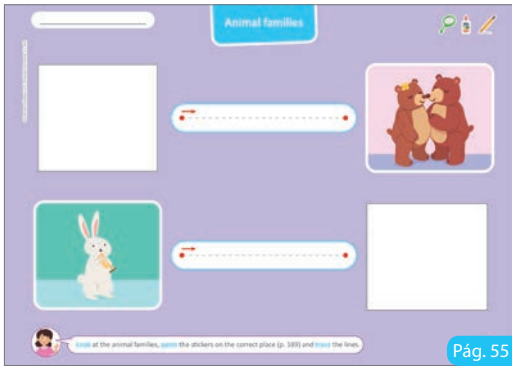 Animal families
Look at the animal families, paste the stickers on the correct place (p. 389) and trace the lines.
Pág. 55